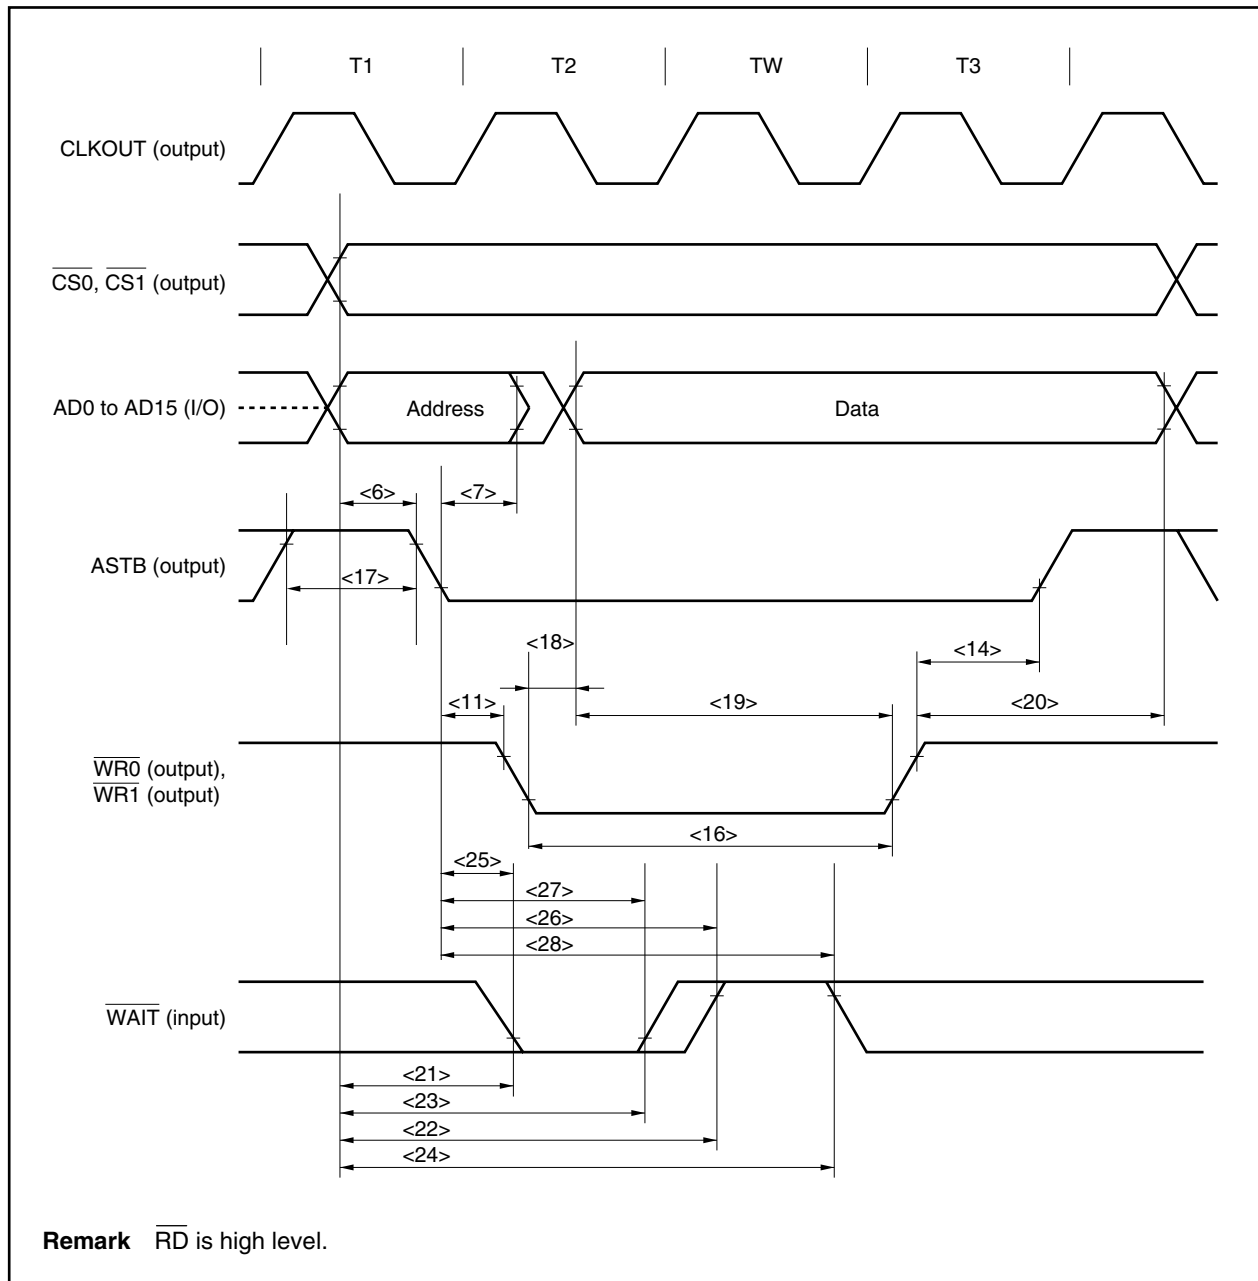 T1 T2 TW T3
CLKOUT (output)
CS0, CS1 (output)
AD0 to AD15 (I/O)
Address
Data
<6> <7>
ASTB (output)
<17>
<18>
<14>
<11>
<19>
<20>
WR0 (output),
WR1 (output)
<16>
<25>
<27>
<26>
<28>
WAIT (input)
<21>
<23>
<22>
<24>
Remark RD is high level.